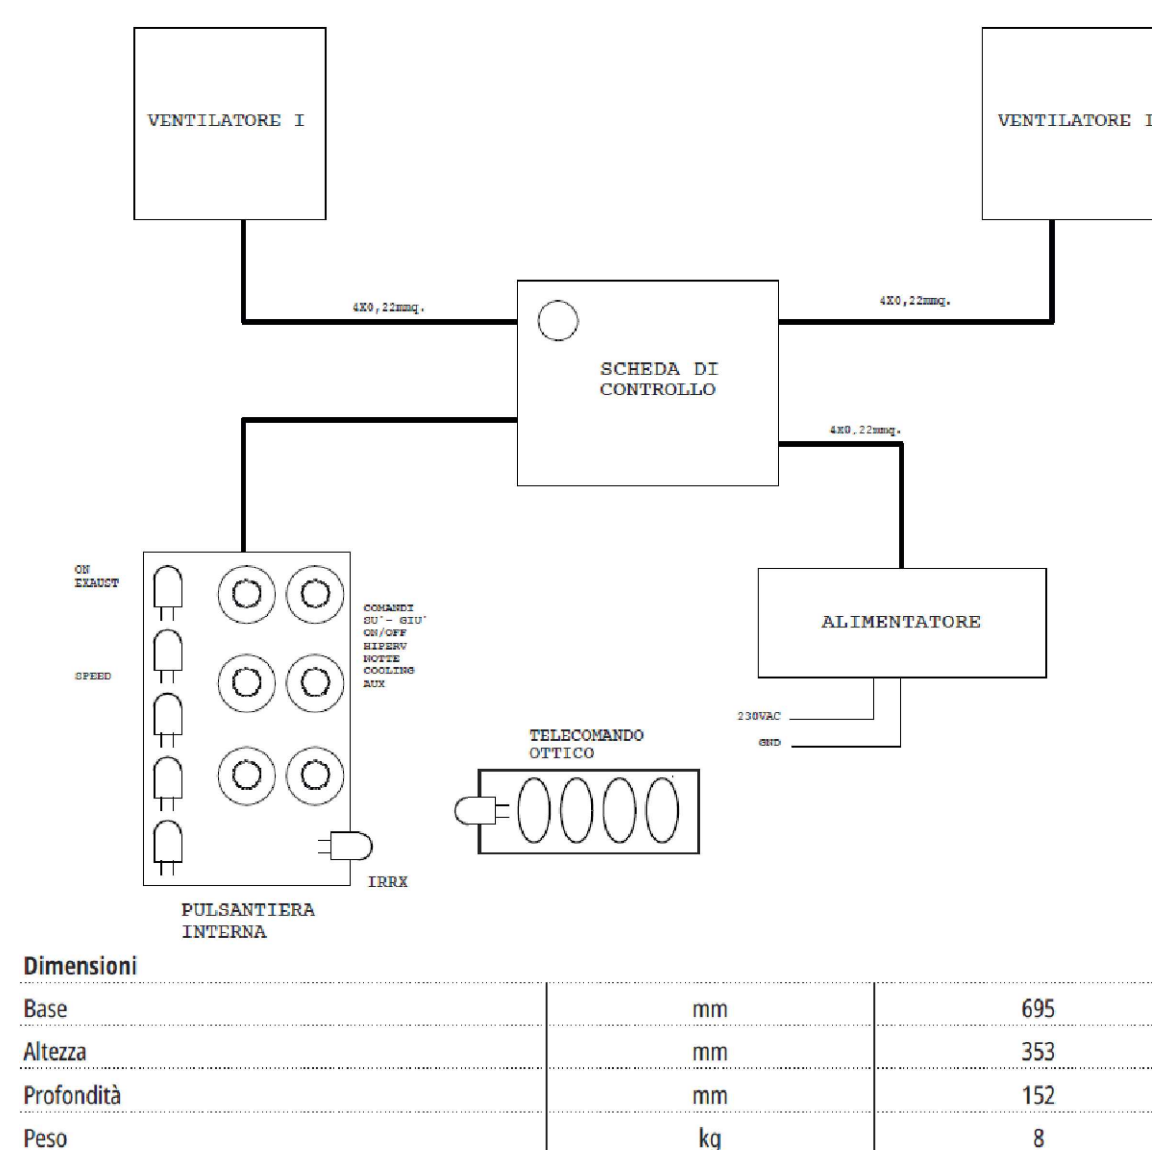 VENTILATORE I
VENTILATORE I
4X0,22mmq.
4X0,22mmq.
SCHEDA DI
CONTROLLO
4X0,22mmq.
ON
EXAUST
SPEED
COMANDI
SU'- GIU'
ON/OFF
HIPERV
NOTTE
COOLING
AUX
ALIMENTATORE
230VAC
GND
TELECOMANDO
OTTICO
IRRX
PULSANTIERA
INTERNA
Dimensioni
Base mm 695
Altezza mm 353
Profondità mm 152
Peso kg 8